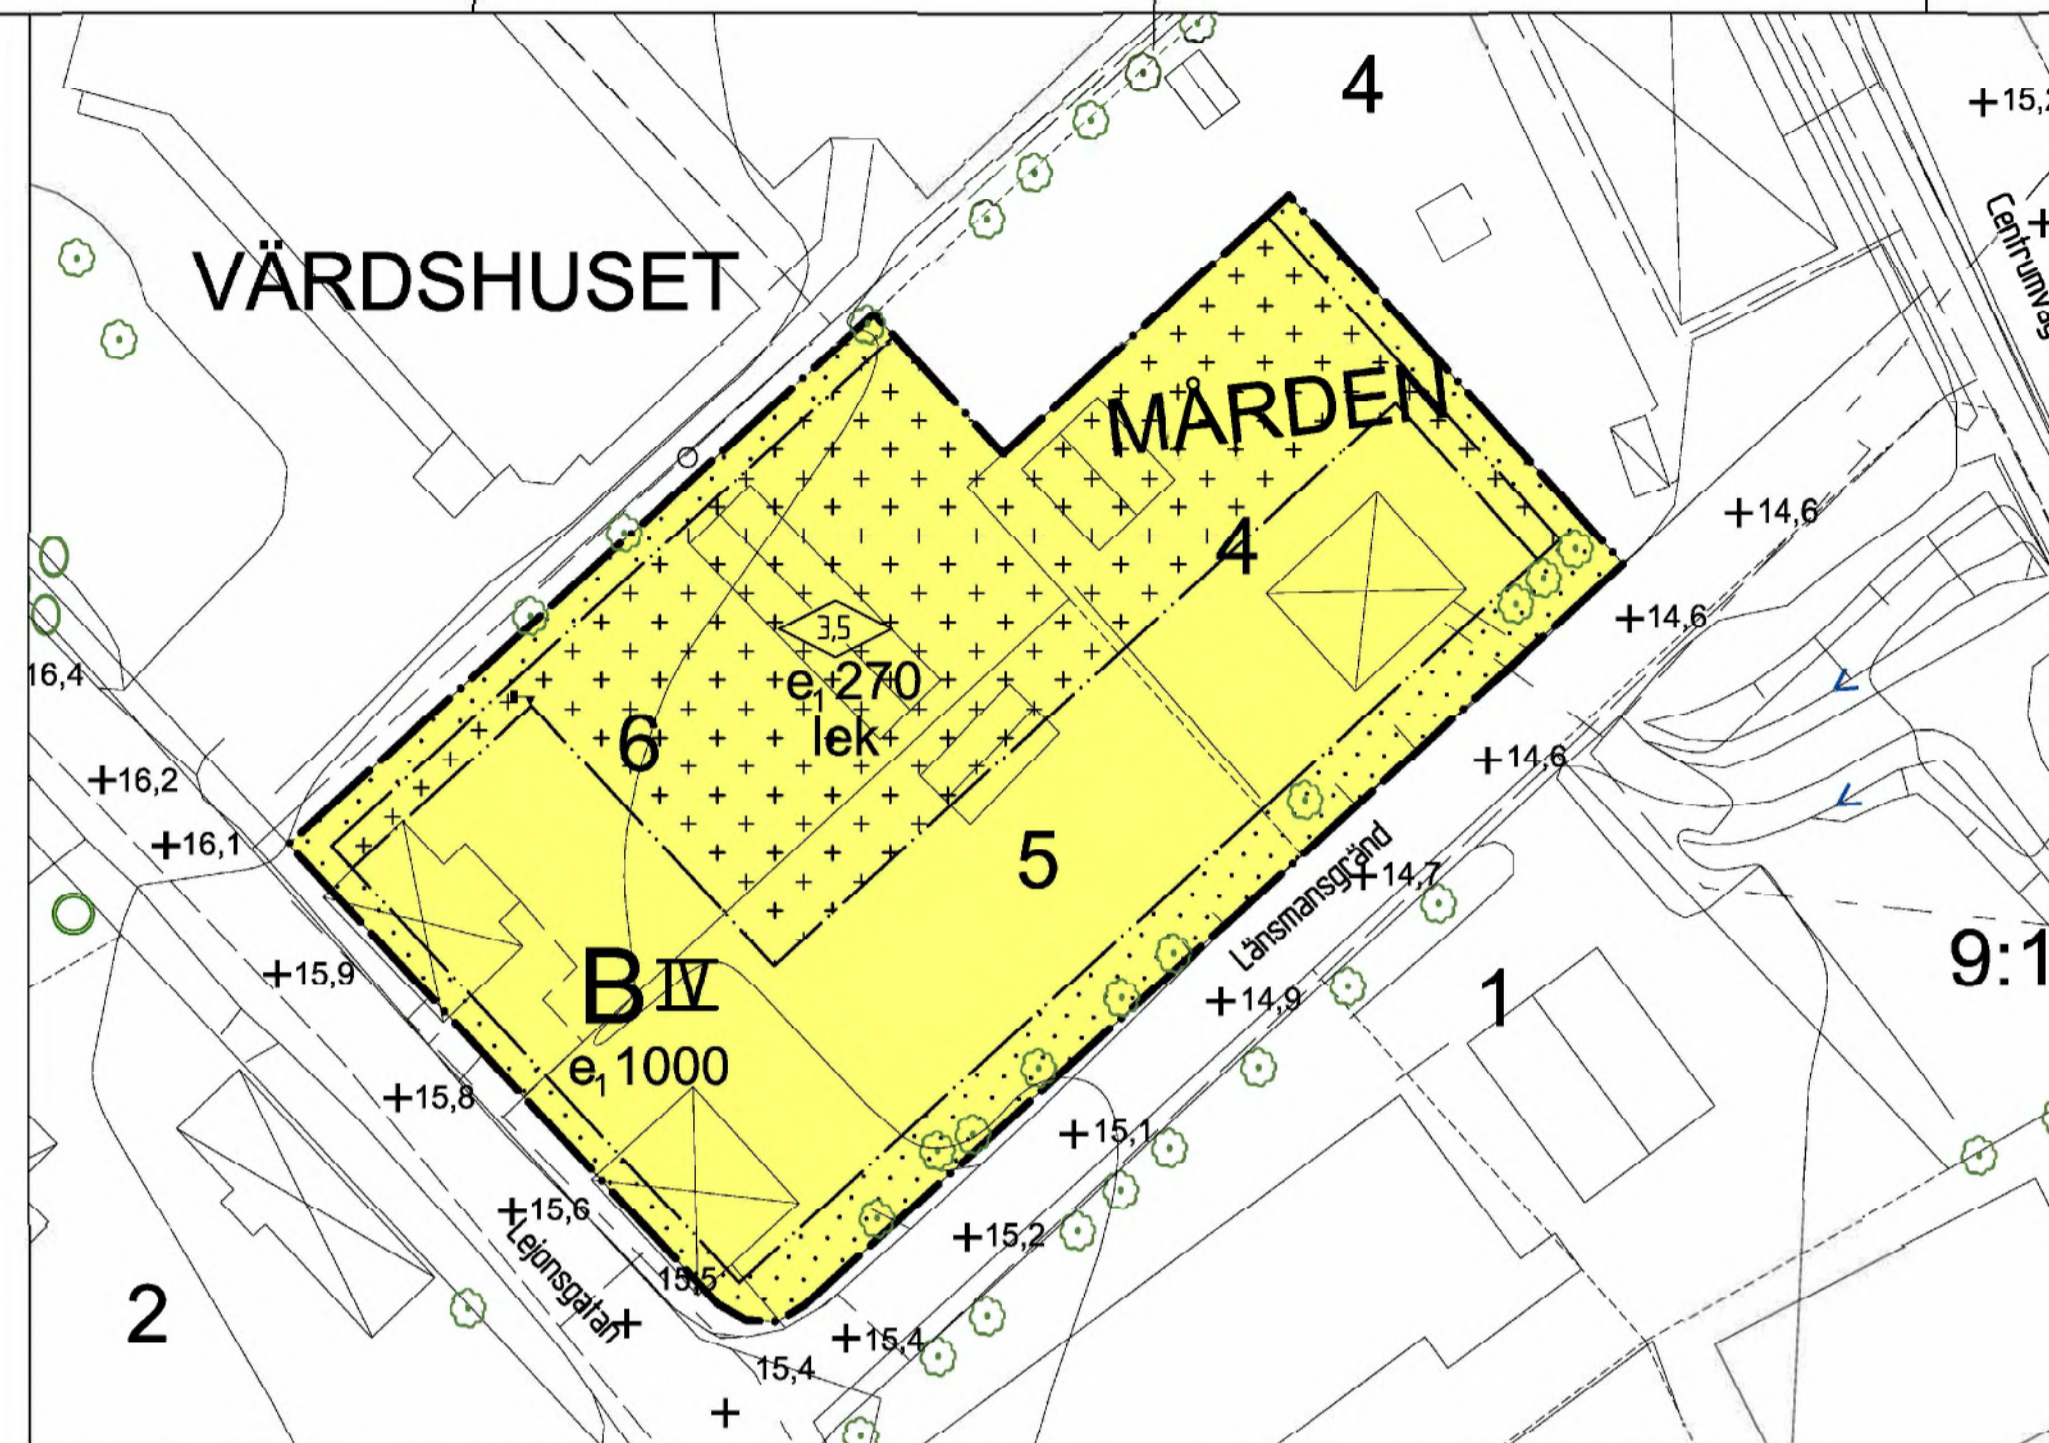 4
+15,2
Centrumväg
VÄRDSHUSET
MÅRDEN
+14,6
4
+14,6
3,5
e1 270
lek
6
16,4
+14,6
+16,2
+16,1
5
Länsmansgränd
+14,7
+15,9
B IV
9:1
+14,9
1
e1 1000
+15,8
+15,1
+15,6
+15,2
Lejonsgatan
15,5
2
+15,4
15,4